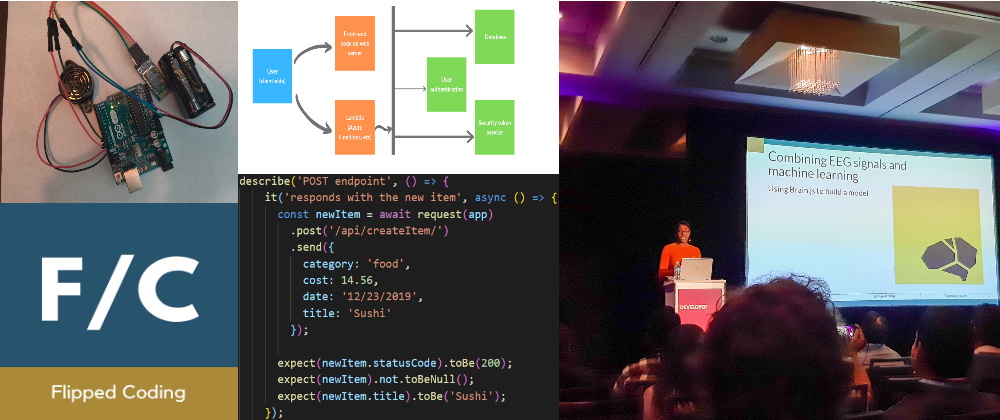 Front-end
code on web
server
Database
User
(client-side)
User
authentication
Lambda
(Azure
Functions, etc)
Security token
service
describe('POST endpoint', () => {
it('responds with the new item', async () => {
const newItem = await request(app)
.post('/api/createItem/')
.send({
category: 'food',
cost: 14.56,
date: '12/23/2019',
title: 'Sushi'
});
expect(newItem.statusCode).toBe(200);
expect(newItem).not.toBeNull();
expect(newItem.title).toBe('Sushi');
});
F/C
Flipped Coding
Combining EEG signals and
machine learning
Using Brain.js to build a model
DEVELOPER